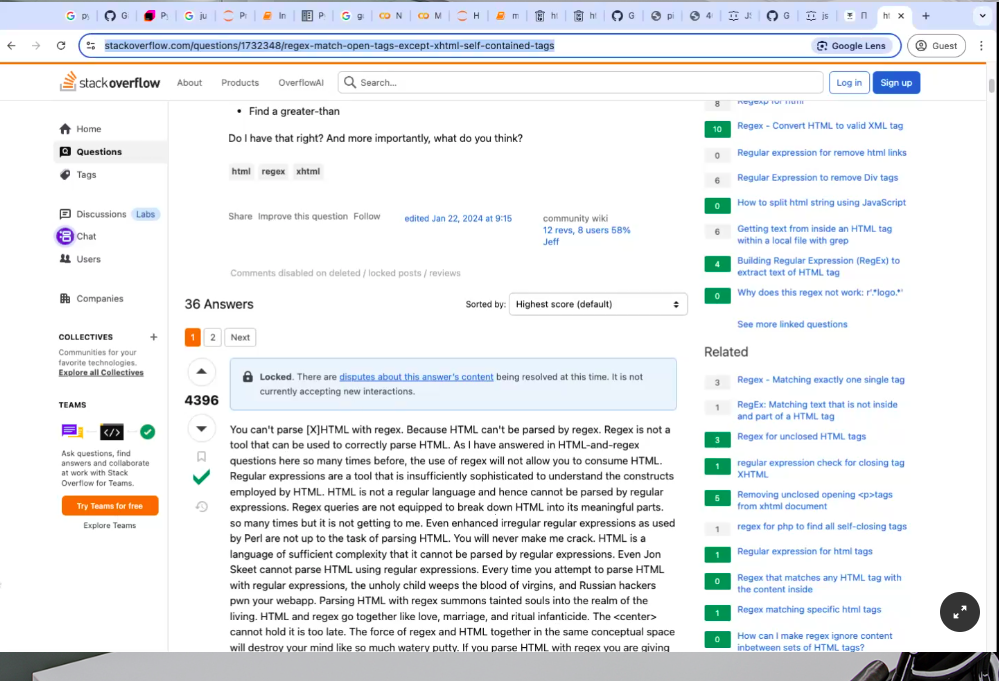 stackoverflow.com/questions/1732348/regex-match-open-tags-except-xhtml-self-contained-tags
Google Lens
Guest
stackoverflow
About
Products
OverflowAI
Search...
Log in
Sign up
Home
Questions
Tags
Discussions
Labs
Chat
Users
Companies
COLLECTIVES
+
Communities for your
favorite technologies.
Explore all Collectives
TEAMS
Ask questions, find
answers and collaborate
at work with Stack
Overflow for Teams.
Try Teams for free
Explore Teams
• Find a greater-than
Do I have that right? And more importantly, what do you think?
html regex xhtml
Share Improve this question Follow
edited Jan 22, 2024 at 9:15
community wiki
12 revs, 8 users 58%
Jeff
Comments disabled on deleted / locked posts / reviews
36 Answers
Sorted by:
Highest score (default)
1 2 Next
4396
Locked. There are disputes about this answer's content being resolved at this time. It is not
currently accepting new interactions.
You can't parse [X]HTML with regex. Because HTML can't be parsed by regex. Regex is not a
tool that can be used to correctly parse HTML. As I have answered in HTML-and-regex
questions here so many times before, the use of regex will not allow you to consume HTML.
Regular expressions are a tool that is insufficiently sophisticated to understand the constructs
employed by HTML. HTML is not a regular language and hence cannot be parsed by regular
expressions. Regex queries are not equipped to break down HTML into its meaningful parts.
so many times but it is not getting to me. Even enhanced irregular regular expressions as used
by Perl are not up to the task of parsing HTML. You will never make me crack. HTML is a
language of sufficient complexity that it cannot be parsed by regular expressions. Even Jon
Skeet cannot parse HTML using regular expressions. Every time you attempt to parse HTML
with regular expressions, the unholy child weeps the blood of virgins, and Russian hackers
pwn your webapp. Parsing HTML with regex summons tainted souls into the realm of the
living. HTML and regex go together like love, marriage, and ritual infanticide. The <center>
cannot hold it is too late. The force of regex and HTML together in the same conceptual space
will destroy your mind like so much watery putty. If you parse HTML with regex you are giving
8 Regexp for html
10 Regex - Convert HTML to valid XML tag
0 Regular expression for remove html links
6 Regular Expression to remove Div tags
0 How to split html string using JavaScript
6 Getting text from inside an HTML tag
within a local file with grep
4 Building Regular Expression (RegEx) to
extract text of HTML tag
0 Why does this regex not work: r'.*logo.*'
See more linked questions
Related
3 Regex - Matching exactly one single tag
1 RegEx: Matching text that is not inside
and part of a HTML tag
3 Regex for unclosed HTML tags
1 regular expression check for closing tag
XHTML
5 Removing unclosed opening <p>tags
from xhtml document
1 regex for php to find all self-closing tags
1 Regular expression for html tags
0 Regex that matches any HTML tag with
the content inside
1 Regex matching specific html tags
0 How can I make regex ignore content
inbetween sets of HTML tags?